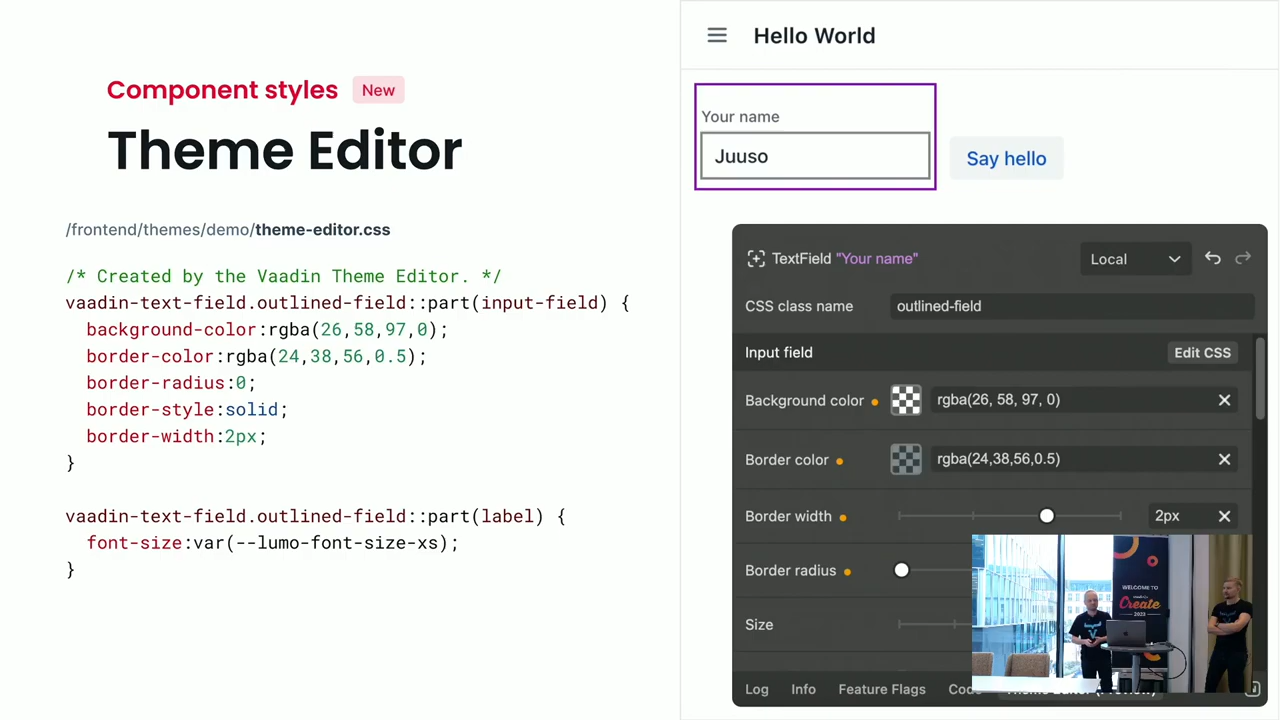 Component styles New
Theme Editor
/frontend/themes/demo/theme-editor.css
/* Created by the Vaadin Theme Editor. */
vaadin-text-field.outlined-field::part(input-field) {
background-color:rgba(26,58,97,0);
border-color:rgba(24,38,56,0.5);
border-radius:0;
border-style:solid;
border-width:2px;
}
vaadin-text-field.outlined-field::part(label) {
font-size:var(--lumo-font-size-xs);
}
Hello World
Your name
Juuso
Say hello
TextField "Your name"
Local
CSS class name
outlined-field
Input field
Edit CSS
Background color
rgba(26, 58, 97, 0)
Border color
rgba(24,38,56,0.5)
Border width
2px
Border radius
Size
Log Info Feature Flags
WELCOME TO
Create